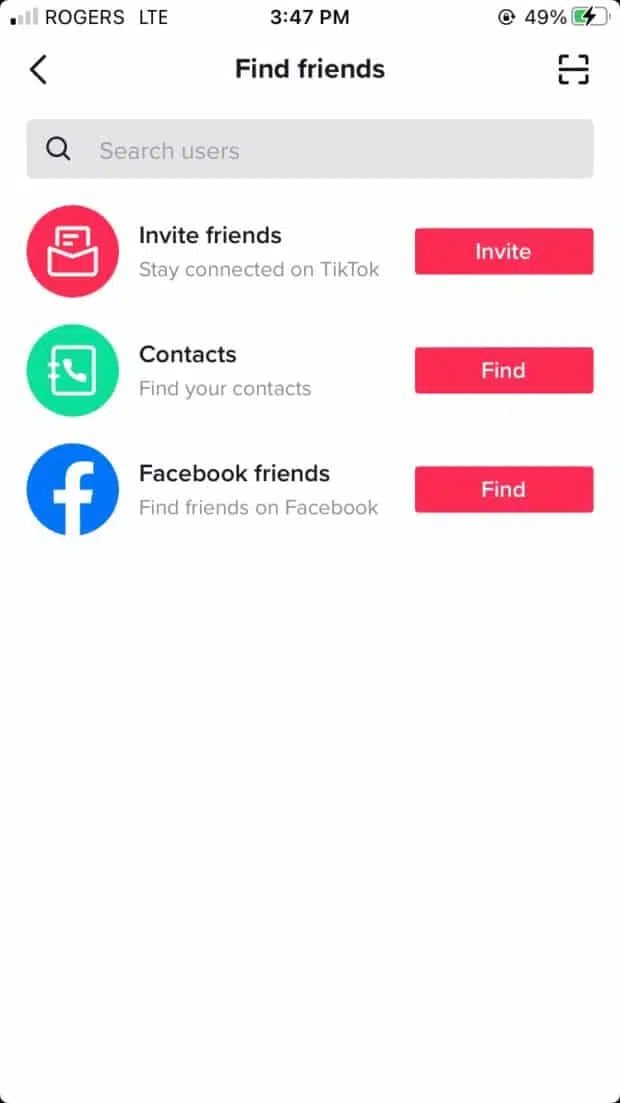 ROGERS LTE 3:47 PM 49%
Find friends
Search users
Invite friends
Stay connected on TikTok
Invite
Contacts
Find your contacts
Find
Facebook friends
Find friends on Facebook
Find